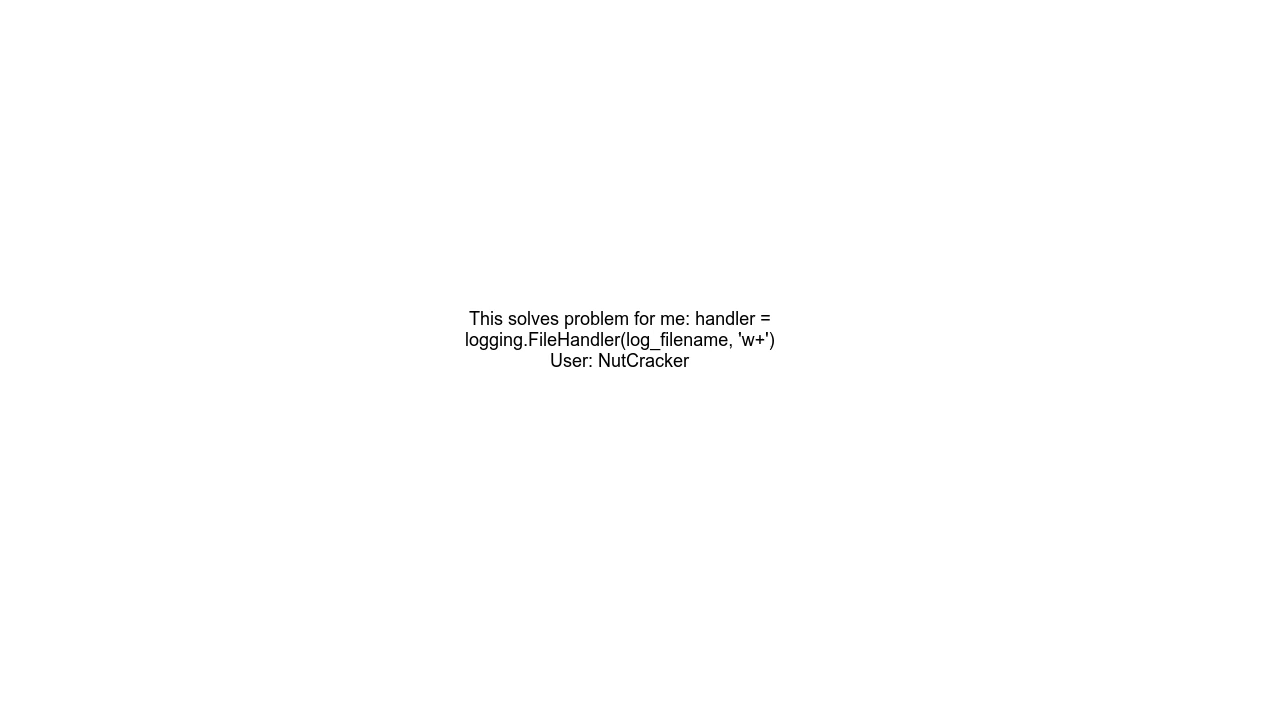 This solves problem for me: handler =
logging.FileHandler(log_filename, 'w+')
User: NutCracker